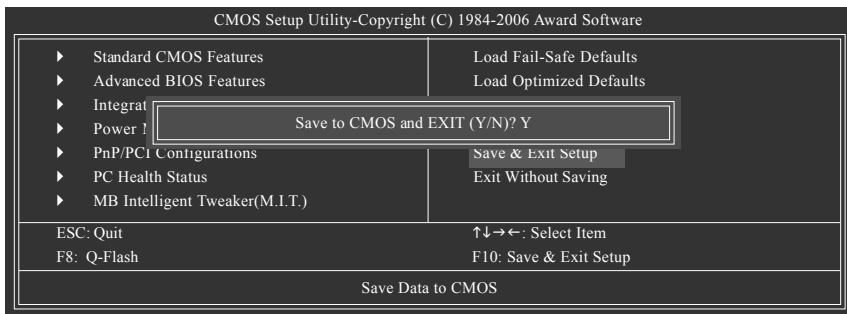 CMOS Setup Utility-Copyright (C) 1984-2006 Award Software
Standard CMOS Features
Load Fail-Safe Defaults
Advanced BIOS Features
Load Optimized Defaults
Save to CMOS and EXIT (Y/N)? Y
PnP/PCI Configurations
Save & Exit Setup
PC Health Status
Exit Without Saving
MB Intelligent Tweaker(M.I.T.)
ESC: Quit
↑↓→←: Select Item
F8: Q-Flash
F10: Save & Exit Setup
Save Data to CMOS